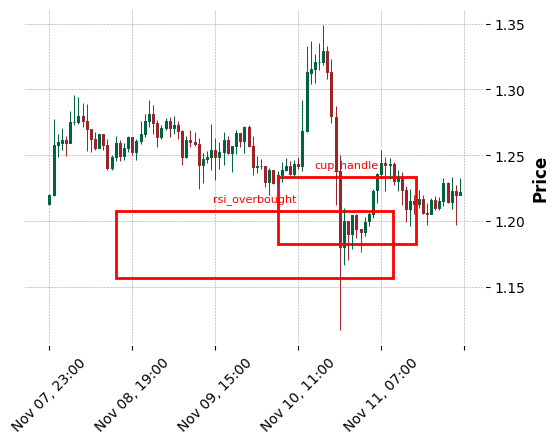 1.35
1.30
cup_handle
1.25
rsi_overbought
1.20
1.15
Price
Nov 07, 23:00
Nov 08, 19:00
Nov 09, 15:00
Nov 10, 11:00
Nov 11, 07:00